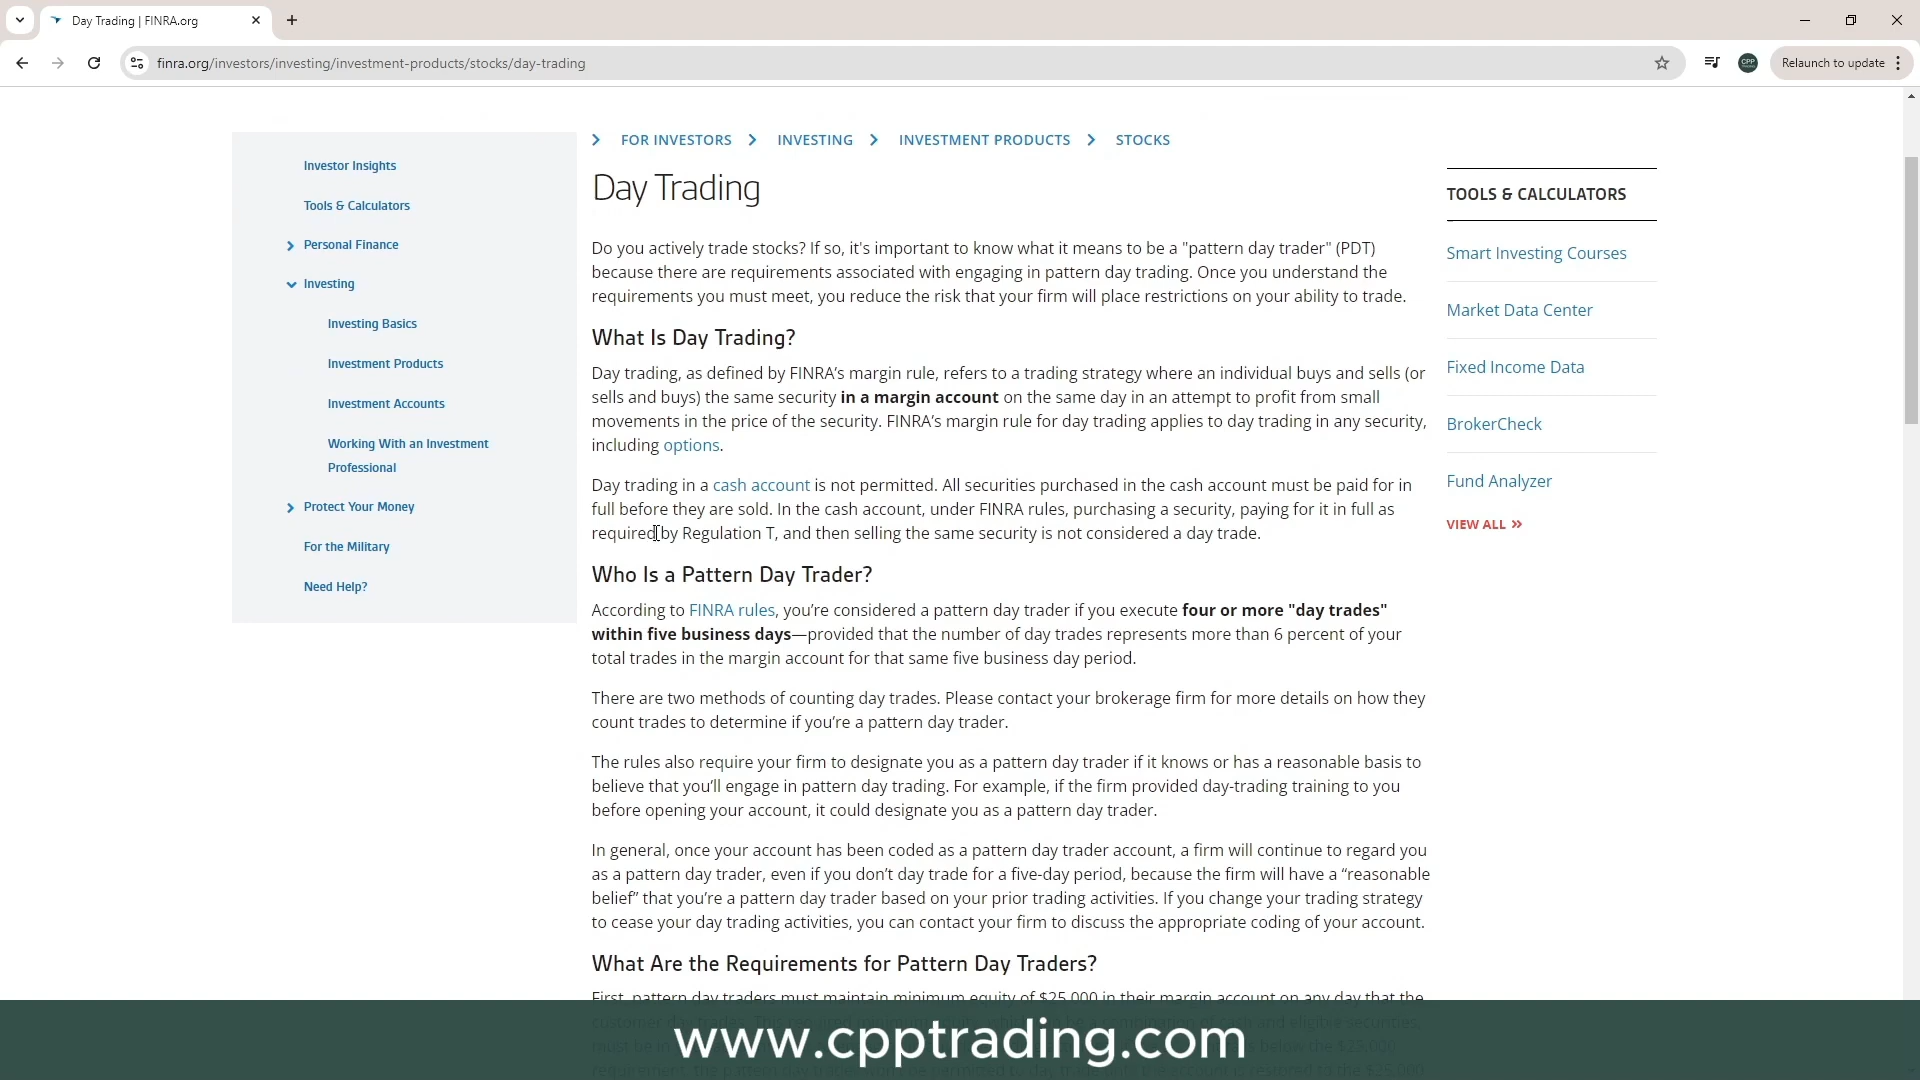 Day Trading | FINRA.org
finra.org/investors/investing/investment-products/stocks/day-trading
CPP
Relaunch to update
FOR INVESTORS INVESTING INVESTMENT PRODUCTS STOCKS
Investor Insights
Tools & Calculators
Personal Finance
Investing
Investing Basics
Investment Products
Investment Accounts
Working With an Investment
Professional
Protect Your Money
For the Military
Need Help?
Day Trading
Do you actively trade stocks? If so, it's important to know what it means to be a "pattern day trader" (PDT)
because there are requirements associated with engaging in pattern day trading. Once you understand the
requirements you must meet, you reduce the risk that your firm will place restrictions on your ability to trade.
What Is Day Trading?
Day trading, as defined by FINRA’s margin rule, refers to a trading strategy where an individual buys and sells (or
sells and buys) the same security in a margin account on the same day in an attempt to profit from small
movements in the price of the security. FINRA’s margin rule for day trading applies to day trading in any security,
including options.
Day trading in a cash account is not permitted. All securities purchased in the cash account must be paid for in
full before they are sold. In the cash account, under FINRA rules, purchasing a security, paying for it in full as
required by Regulation T, and then selling the same security is not considered a day trade.
Who Is a Pattern Day Trader?
According to FINRA rules, you’re considered a pattern day trader if you execute four or more "day trades"
within five business days—provided that the number of day trades represents more than 6 percent of your
total trades in the margin account for that same five business day period.
There are two methods of counting day trades. Please contact your brokerage firm for more details on how they
count trades to determine if you’re a pattern day trader.
The rules also require your firm to designate you as a pattern day trader if it knows or has a reasonable basis to
believe that you’ll engage in pattern day trading. For example, if the firm provided day-trading training to you
before opening your account, it could designate you as a pattern day trader.
In general, once your account has been coded as a pattern day trader account, a firm will continue to regard you
as a pattern day trader, even if you don’t day trade for a five-day period, because the firm will have a “reasonable
belief” that you’re a pattern day trader based on your prior trading activities. If you change your trading strategy
to cease your day trading activities, you can contact your firm to discuss the appropriate coding of your account.
What Are the Requirements for Pattern Day Traders?
First, pattern day traders must maintain minimum equity of $25,000 in their margin account on any day that the
TOOLS & CALCULATORS
Smart Investing Courses
Market Data Center
Fixed Income Data
BrokerCheck
Fund Analyzer
VIEW ALL
www.cpptrading.com